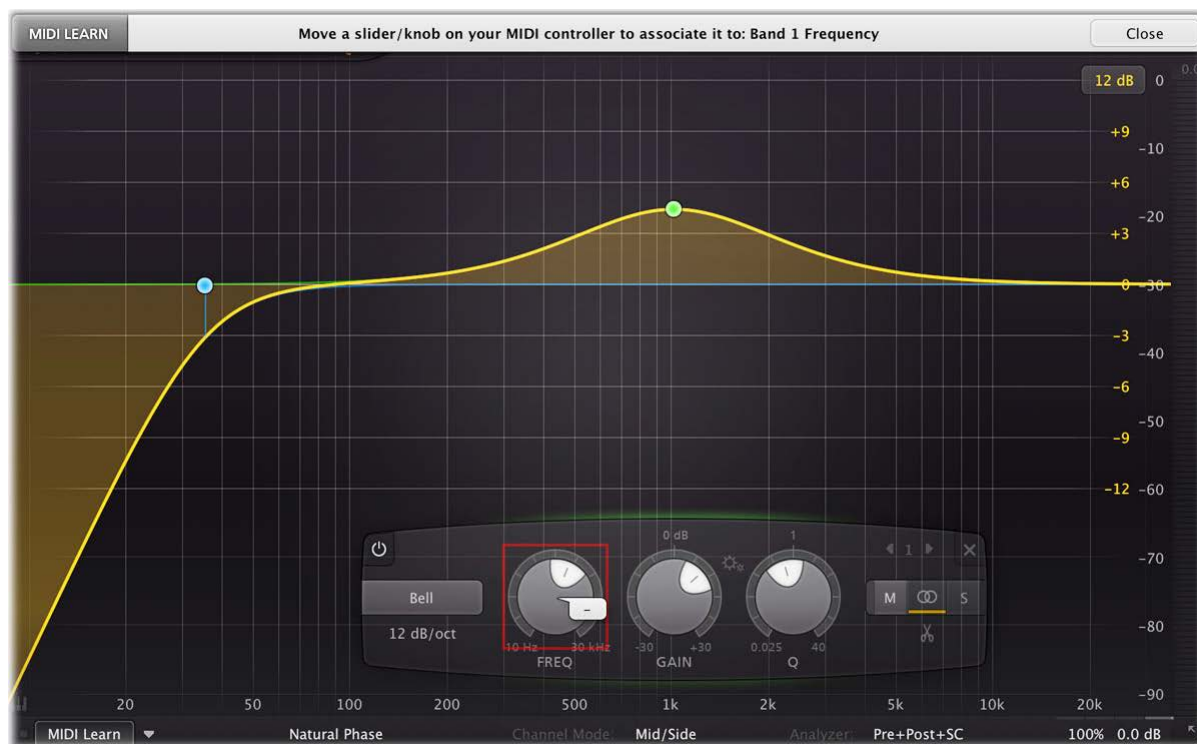 MIDI LEARN Move a slider/knob on your MIDI controller to associate it to: Band 1 Frequency Close
12 dB 0 0.0
+9
-10
+6
-20
+3
0 -30
-3
-40
-6
-9
-50
-12 -60
0 dB 1 1
-70
Bell M S
12 dB/oct
-80
10 Hz 30 kHz -30 +30 0.025 40
FREQ GAIN Q
-90
20 50 100 200 500 1k 2k 5k 10k 20k
MIDI Learn Natural Phase Channel Mode: Mid/Side Analyzer: Pre+Post+SC 100% 0.0 dB